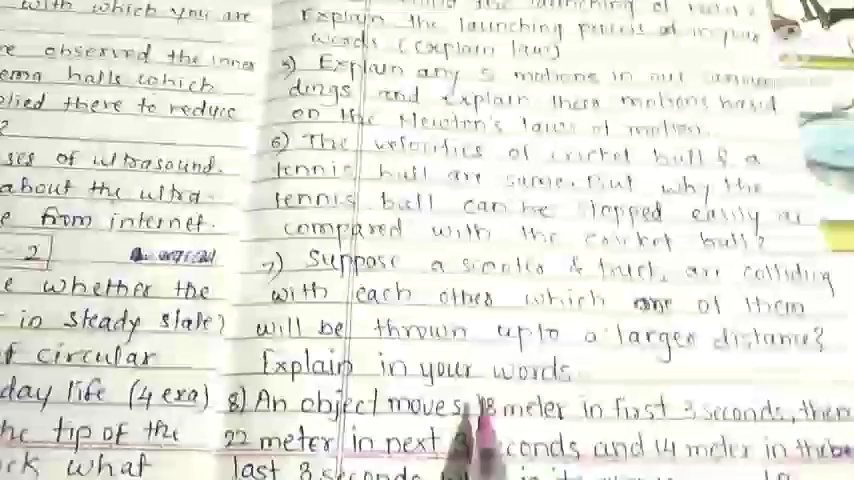 with which you are
e observed the inner
ema halls which
elied there to reduce
?
ses of ultrasound.
about the ultra-
e from internet.
- 2
e whether the
- in steady state?
f circular
day life (4 exa)
he tip of the
ck what
explain the launching process of in your
words (explain law)
5) Explain any 5 motions in our
dings and explain these motions based
on the Newton's laws of motion.
6) The velocities of cricket ball & a
tennis ball are same. But why the
tennis ball can be stopped easily as
compared with the cricket ball?
7) Suppose a scooter & truck are colliding
with each other which one of them
will be thrown upto a larger distance?
Explain in your words.
8) An object moves 18 meter in first 3 seconds, then
22 meter in next 3 conds and 14 meter in the
last 3 seconds